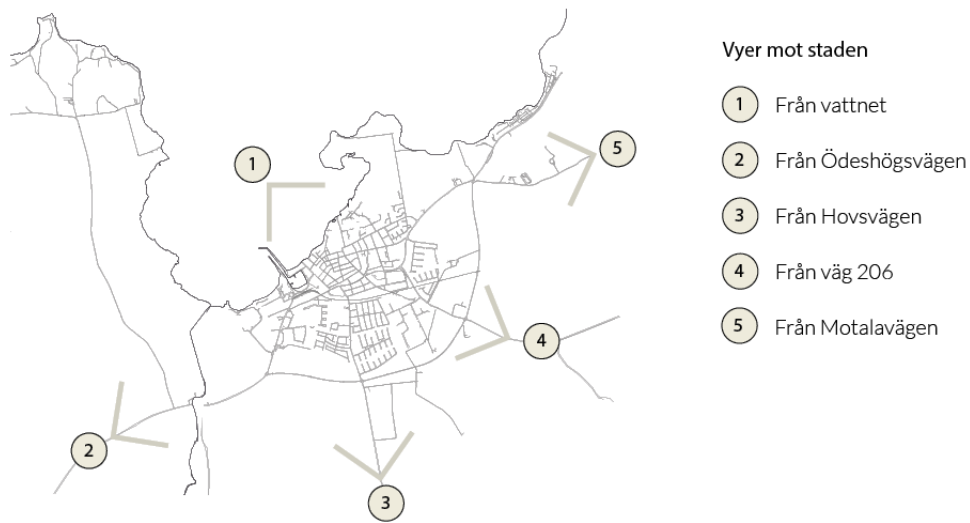 Vyer mot staden
1 Från vattnet
2 Från Ödeshögsvägen
3 Från Hovsvägen
4 Från väg 206
5 Från Motalavägen
1
5
4
2
3